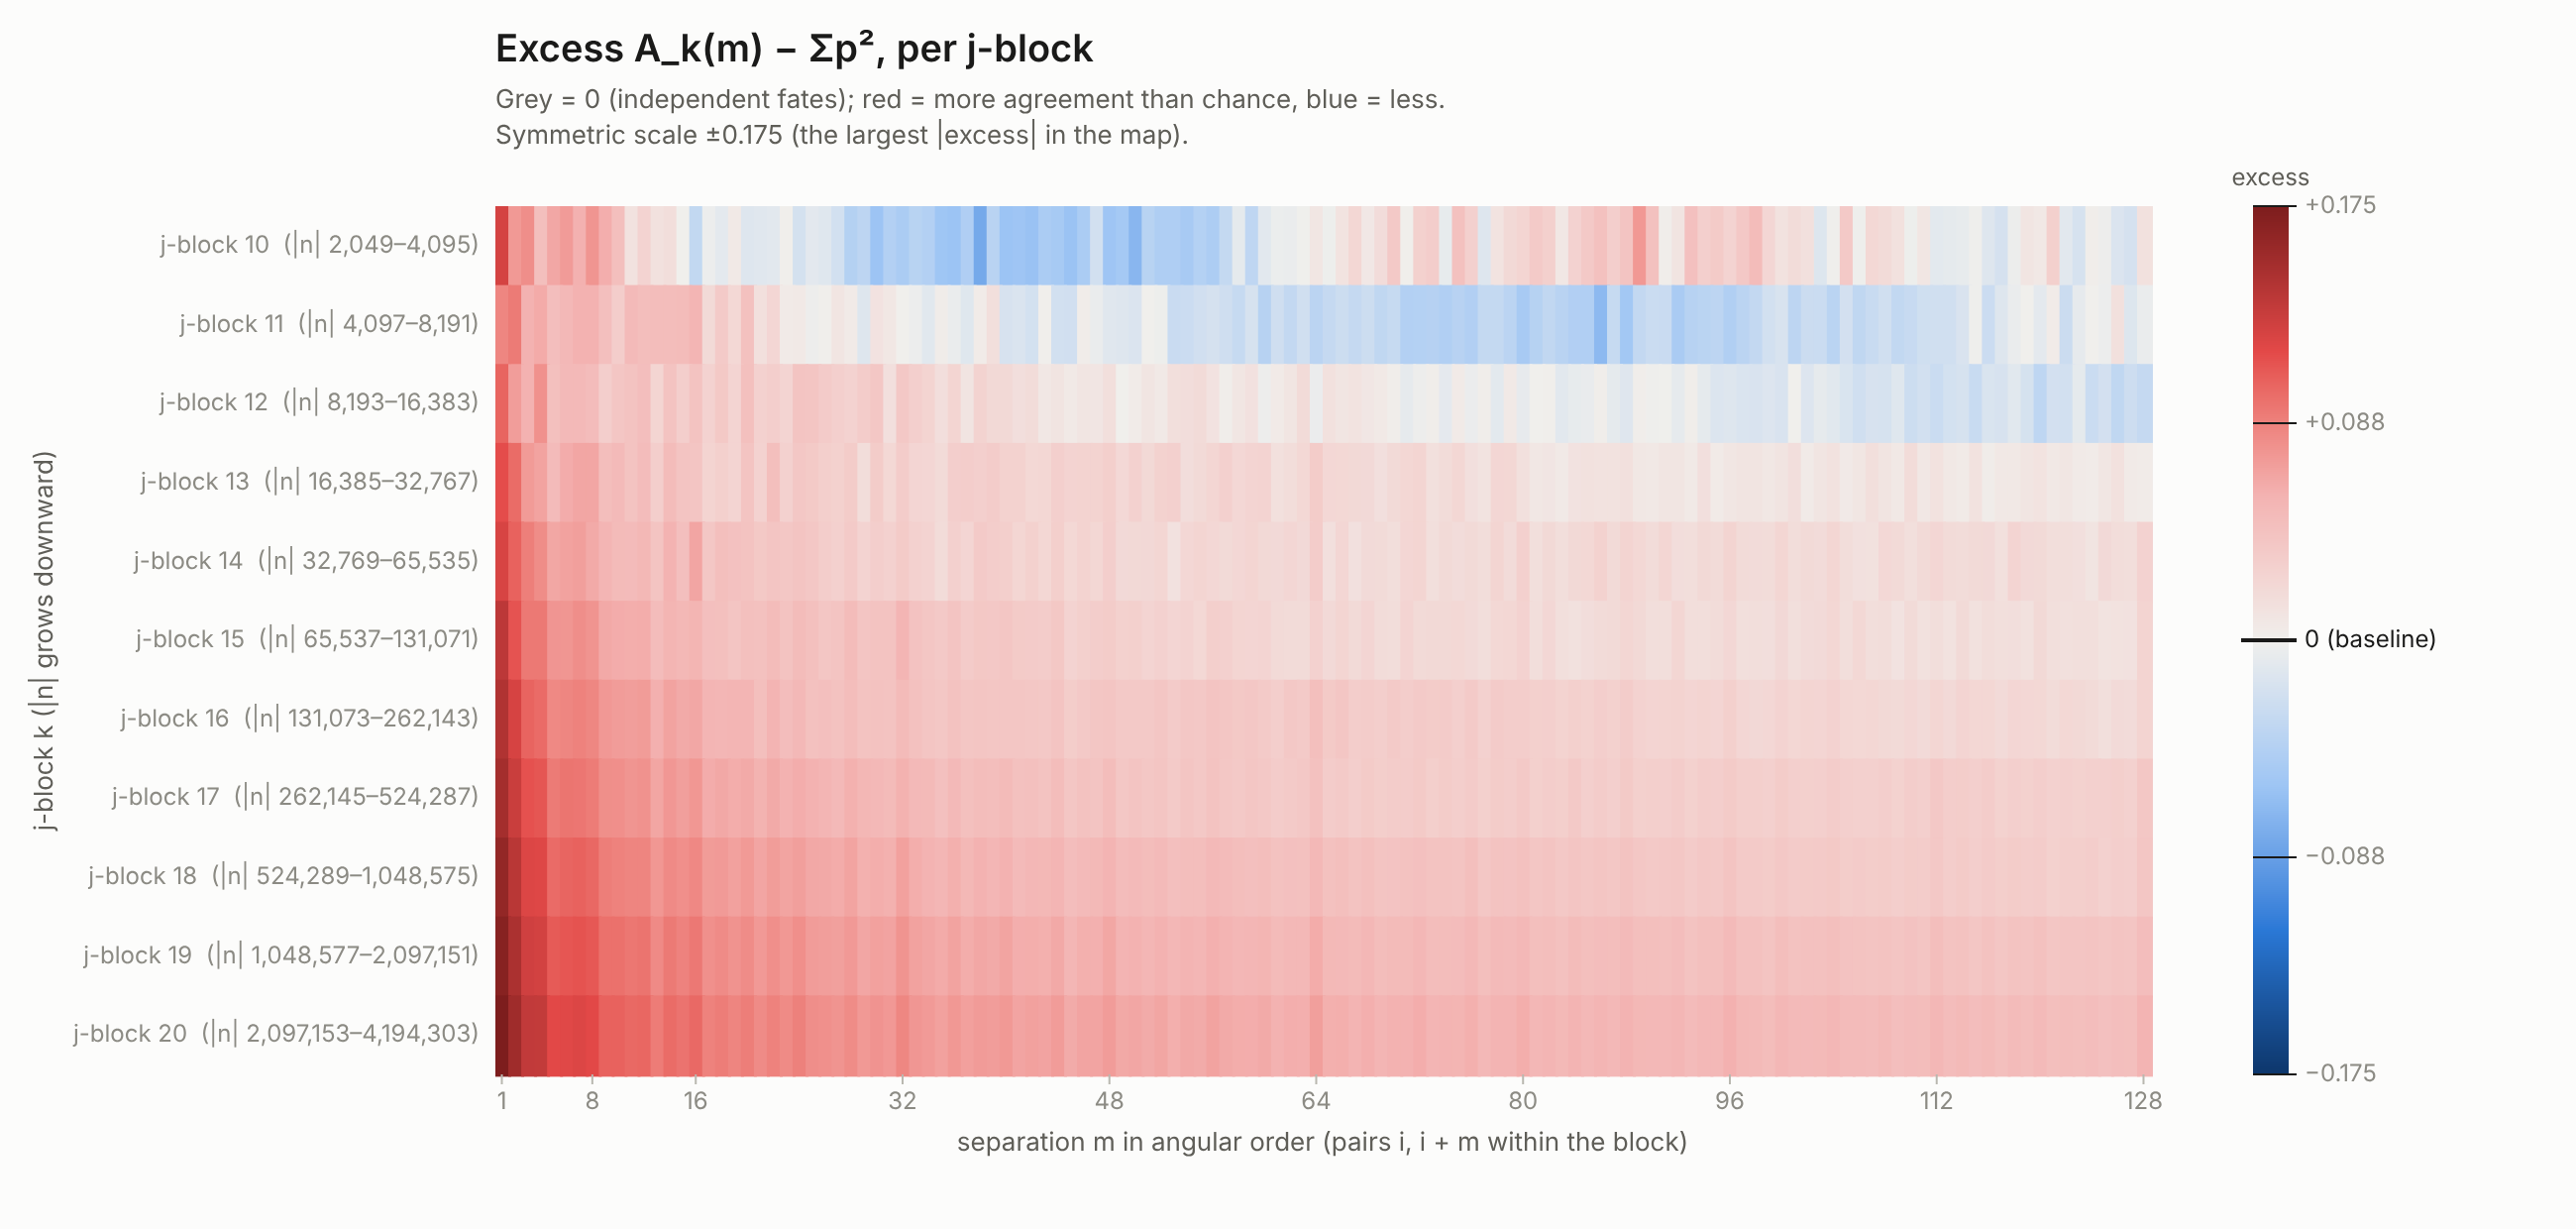 Excess A_k(m) − Σp², per j-block
Grey = 0 (independent fates); red = more agreement than chance, blue = less.
Symmetric scale ±0.175 (the largest |excess| in the map).
excess
+0.175
+0.088
0 (baseline)
−0.088
−0.175
j-block k (|n| grows downward)
j-block 10 (|n| 2,049–4,095)
j-block 11 (|n| 4,097–8,191)
j-block 12 (|n| 8,193–16,383)
j-block 13 (|n| 16,385–32,767)
j-block 14 (|n| 32,769–65,535)
j-block 15 (|n| 65,537–131,071)
j-block 16 (|n| 131,073–262,143)
j-block 17 (|n| 262,145–524,287)
j-block 18 (|n| 524,289–1,048,575)
j-block 19 (|n| 1,048,577–2,097,151)
j-block 20 (|n| 2,097,153–4,194,303)
1 8 16 32 48 64 80 96 112 128
separation m in angular order (pairs i, i + m within the block)